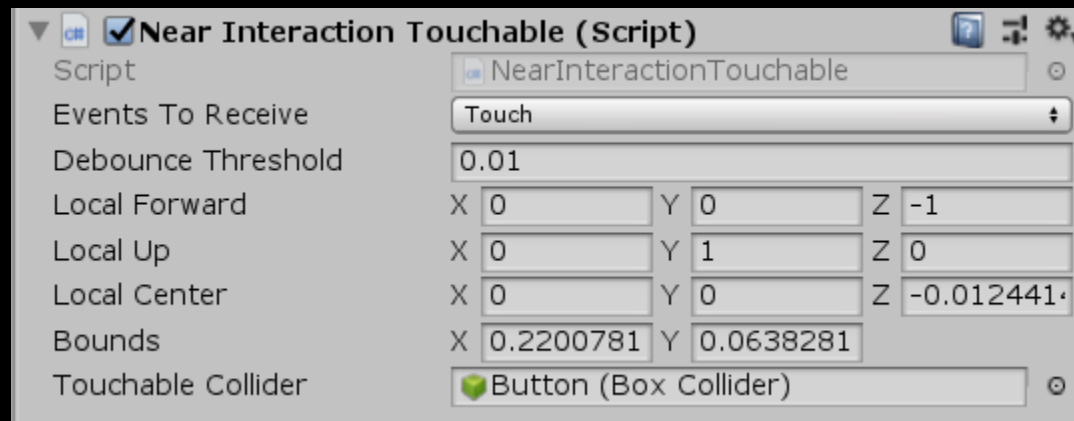 Near Interaction Touchable (Script)
Script NearInteractionTouchable
Events To Receive Touch
Debounce Threshold 0.01
Local Forward X 0 Y 0 Z -1
Local Up X 0 Y 1 Z 0
Local Center X 0 Y 0 Z -0.012441
Bounds X 0.2200781 Y 0.0638281
Touchable Collider Button (Box Collider)